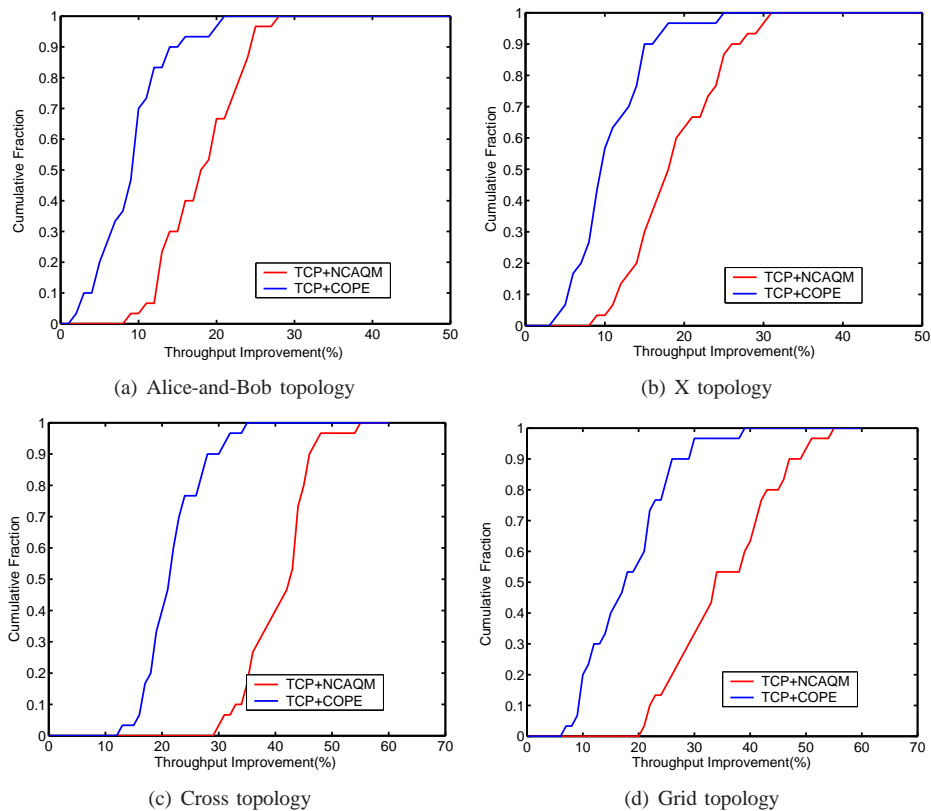 1
0.9
0.8
0.7
0.6
0.5
0.4
0.3
0.2
0.1
0
Cumulative Fraction
TCP+NCAQM
TCP+COPE
0 10 20 30 40 50
Throughput Improvement(%)
(a) Alice-and-Bob topology
1
0.9
0.8
0.7
0.6
0.5
0.4
0.3
0.2
0.1
0
Cumulative Fraction
TCP+NCAQM
TCP+COPE
0 10 20 30 40 50
Throughput Improvement(%)
(b) X topology
1
0.9
0.8
0.7
0.6
0.5
0.4
0.3
0.2
0.1
0
Cumulative Fraction
TCP+NCAQM
TCP+COPE
0 10 20 30 40 50 60 70
Throughput Improvement(%)
(c) Cross topology
1
0.9
0.8
0.7
0.6
0.5
0.4
0.3
0.2
0.1
0
Cumulative Fraction
TCP+NCAQM
TCP+COPE
0 10 20 30 40 50 60 70
Throughput Improvement(%)
(d) Grid topology